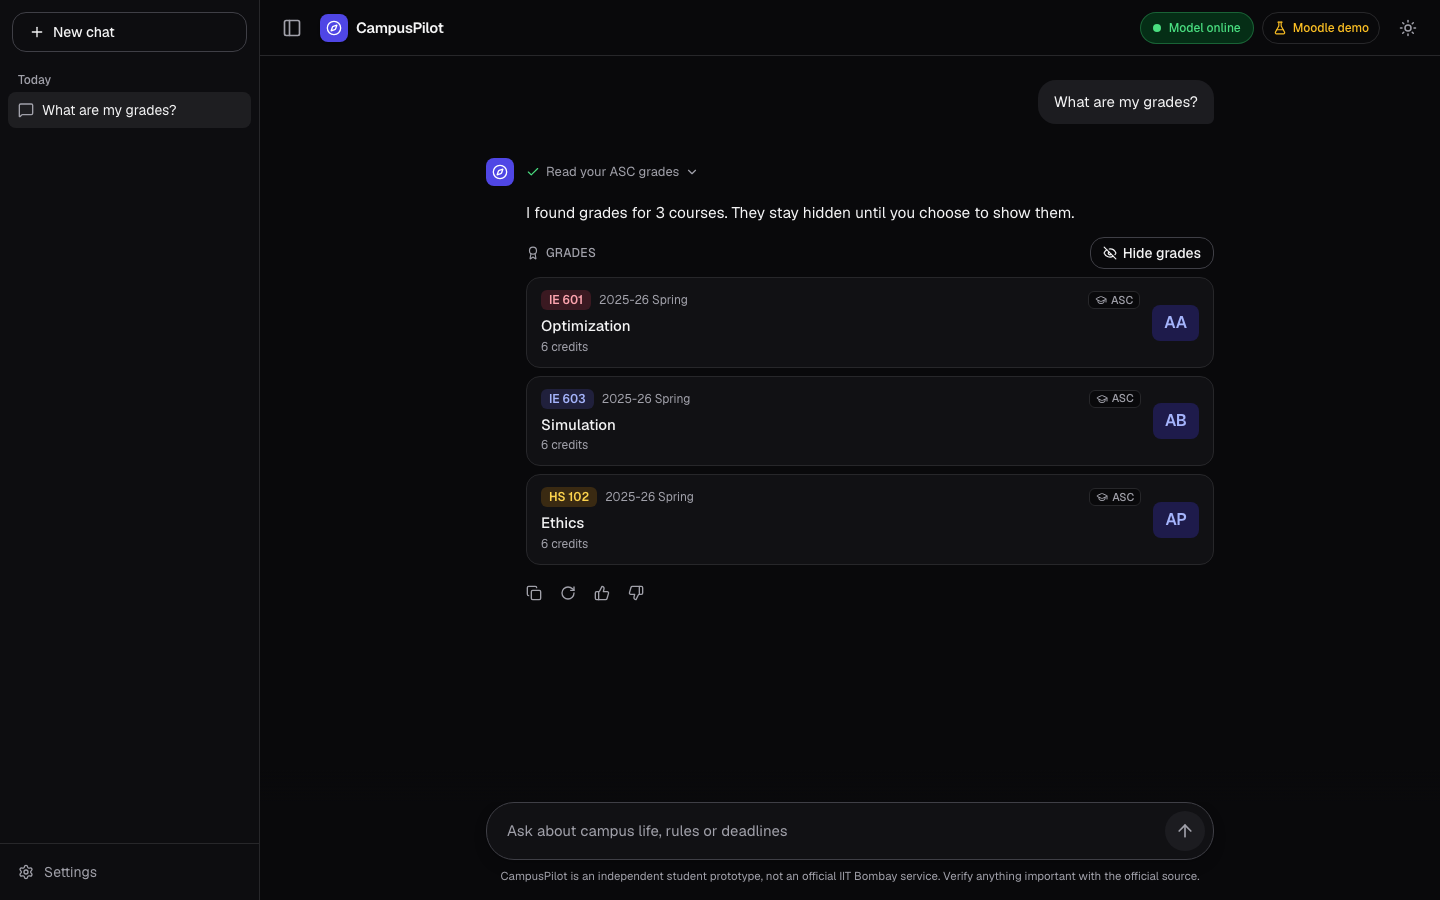 New chat
Today
What are my grades?
Settings
CampusPilot
Model online
Moodle demo
What are my grades?
Read your ASC grades
I found grades for 3 courses. They stay hidden until you choose to show them.
GRADES
Hide grades
IE 601 2025-26 Spring
ASC
AA
Optimization
6 credits
IE 603 2025-26 Spring
ASC
AB
Simulation
6 credits
HS 102 2025-26 Spring
ASC
AP
Ethics
6 credits
Ask about campus life, rules or deadlines
CampusPilot is an independent student prototype, not an official IIT Bombay service. Verify anything important with the official source.